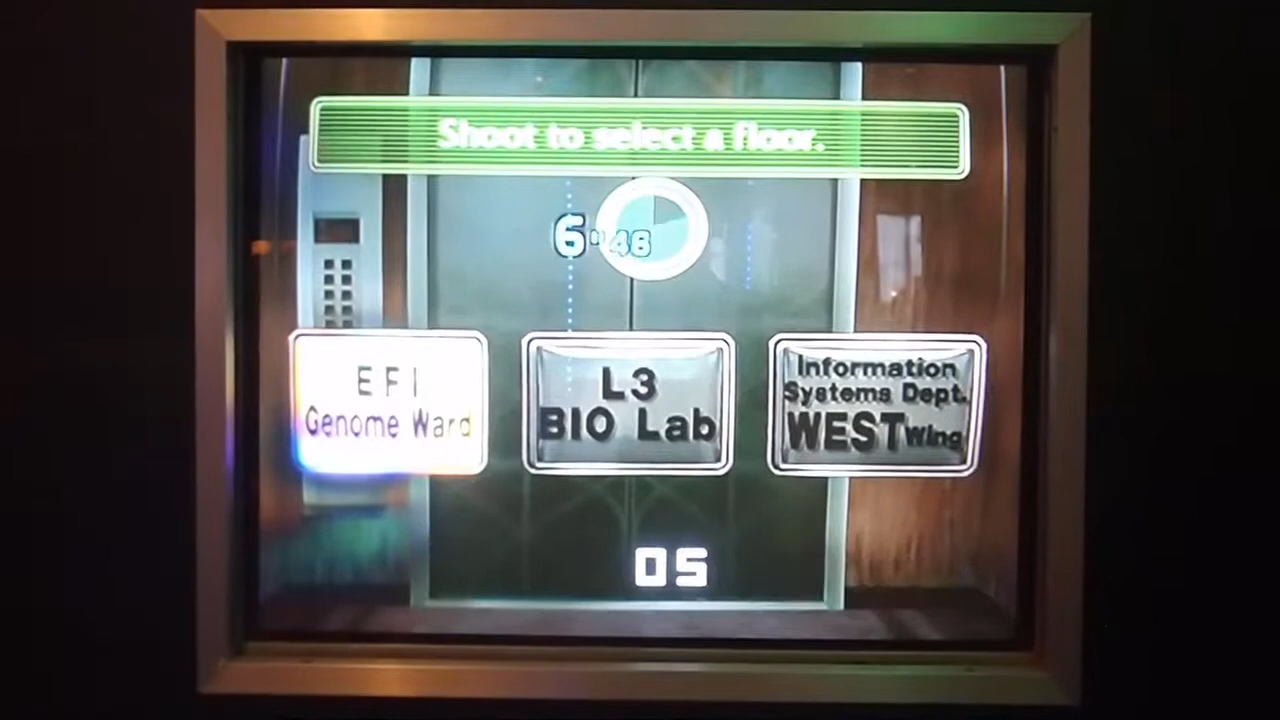 Shoot to select a floor.
6"48
EFI
Genome Ward
L3
BIO Lab
Information
Systems Dept.
WEST Wing
05